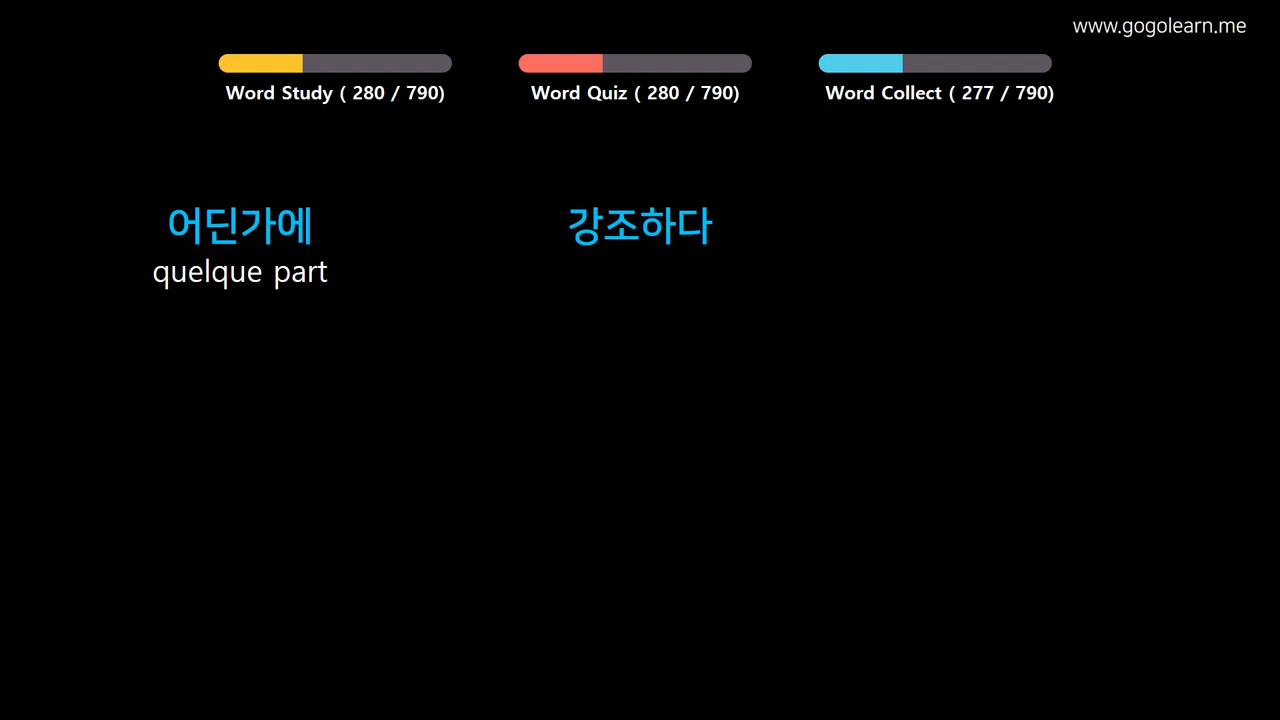 www.gogolearn.me
Word Study ( 280 / 790)
Word Quiz ( 280 / 790)
Word Collect ( 277 / 790)
어딘가에
quelque part
강조하다